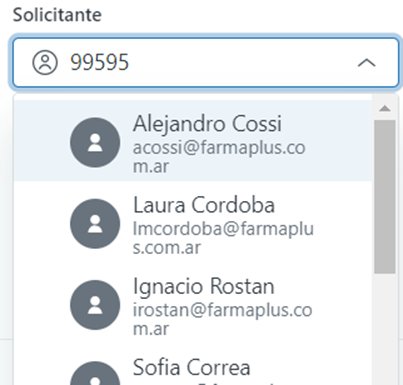 Solicitante
99595
Alejandro Cossi
acossi@farmaplus.co
m.ar
Laura Cordoba
lmcordoba@farmaplu
s.com.ar
Ignacio Rostan
irostan@farmaplus.co
m.ar
Sofia Correa